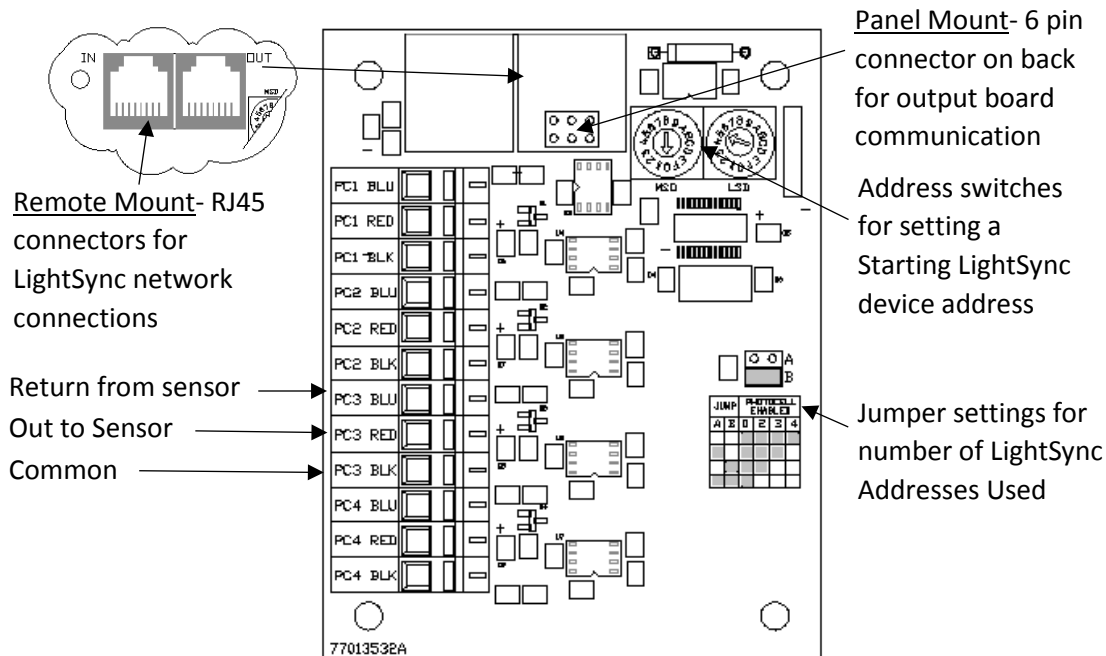 Panel Mount- 6 pin
connector on back
for output board
communication
IN
OUT
MSD
Remote Mount- RJ45
connectors for
LightSync network
connections
MSD
LSD
Address switches
for setting a
Starting LightSync
device address
PC1 BLU
PC1 RED
PC1 BLK
PC2 BLU
PC2 RED
PC2 BLK
PC3 BLU
PC3 RED
PC3 BLK
PC4 BLU
PC4 RED
PC4 BLK
Return from sensor
Out to Sensor
Common
A
B
JUMP
PHOTOCELL
ENABLED
A B 2 3 4
Jumper settings for
number of LightSync
Addresses Used
77013532A